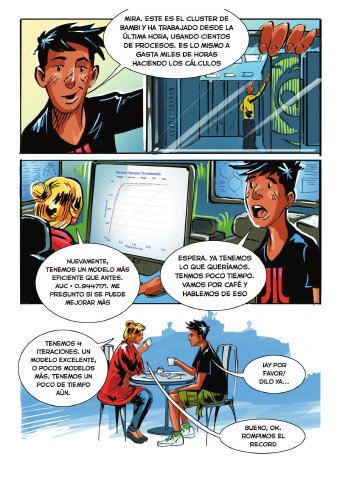 MIRA. ESTE ES EL CLUSTER DE
BAMBI Y HA TRABAJADO DESDE LA
ÚLTIMA HORA, USANDO CIENTOS
DE PROCESOS. ES LO MISMO A
GASTA MILES DE HORAS
HACIENDO LOS CÁLCULOS
NUEVAMENTE,
TENEMOS UN MODELO MÁS
EFICIENTE QUE ANTES.
AUC = 0.9447171. ME
PREGUNTO SI SE PUEDE
MEJORAR MÁS
ESPERA. YA TENEMOS
LO QUE QUERÍAMOS.
TENMOS POCO TIEMPO.
VAMOS POR CAFÉ Y
HABLEMOS DE ESO
TENEMOS 4
ITERACIONES. UN
MODELO EXCELENTE,
O POCOS MODELOS
MÁS. TENEMOS UN
POCO DE TIEMPO
AÚN.
¡AY POR
FAVOR!
DILO YA...
BUENO, OK.
ROMPIMOS EL
RECORD